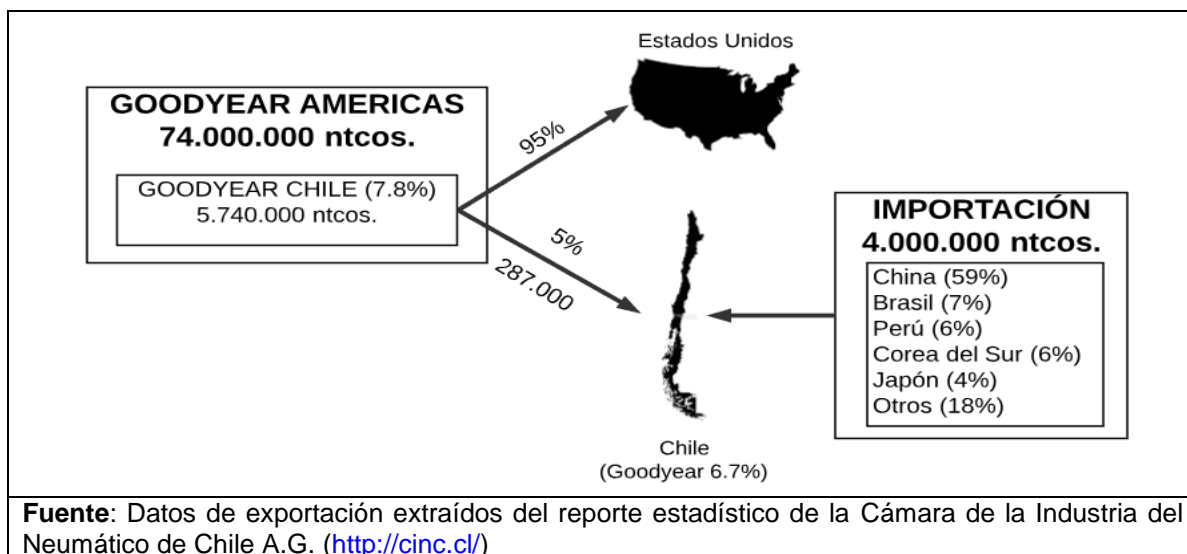 Estados Unidos
GOODYEAR AMERICAS
74.000.000 ntcos.
GOODYEAR CHILE (7.8%)
5.740.000 ntcos.
95%
5%
287.000
IMPORTACIÓN
4.000.000 ntcos.
China (59%)
Brasil (7%)
Perú (6%)
Corea del Sur (6%)
Japón (4%)
Otros (18%)
Chile
(Goodyear 6.7%)
Fuente: Datos de exportación extraídos del reporte estadístico de la Cámara de la Industria del
Neumático de Chile A.G. (http://cinc.cl/)